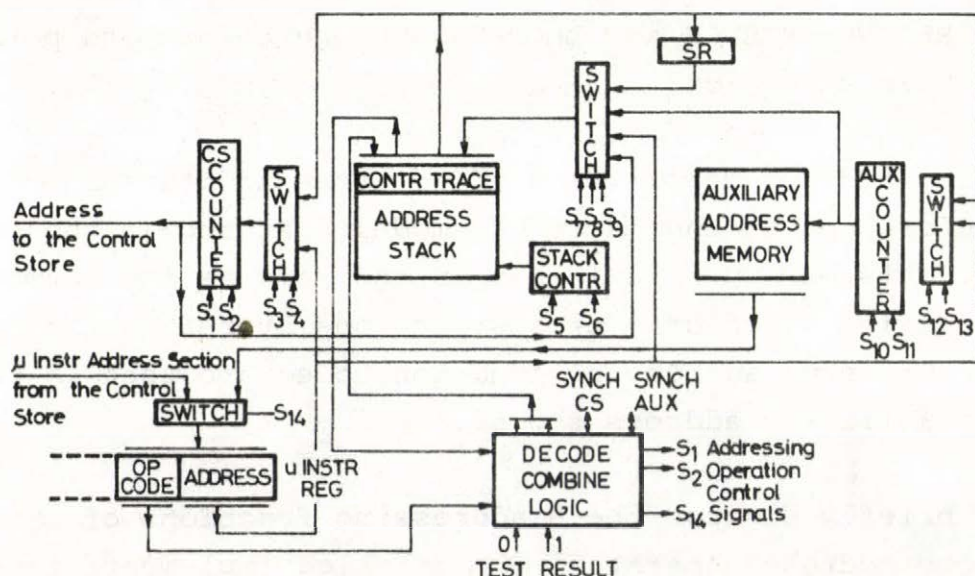 SR
SWITCH
CS COUNTER
SWITCH
CONTR TRACE
ADDRESS
STACK
S7 S8 S9
AUXILIARY
ADDRESS
MEMORY
AUX COUNTER
SWITCH
Address
to the Control
Store
STACK
CONTR
S1 S2
S3 S4
S5 S6
S10 S11
S12 S13
μ Instr Address Section
from the Control
Store
SWITCH
S14
SYNCH
CS
SYNCH
AUX
OP
CODE
ADDRESS
u INSTR
REG
DECODE
COMBINE
LOGIC
S1 Addressing
S2 Operation
Control
S14 Signals
0 1
TEST RESULT